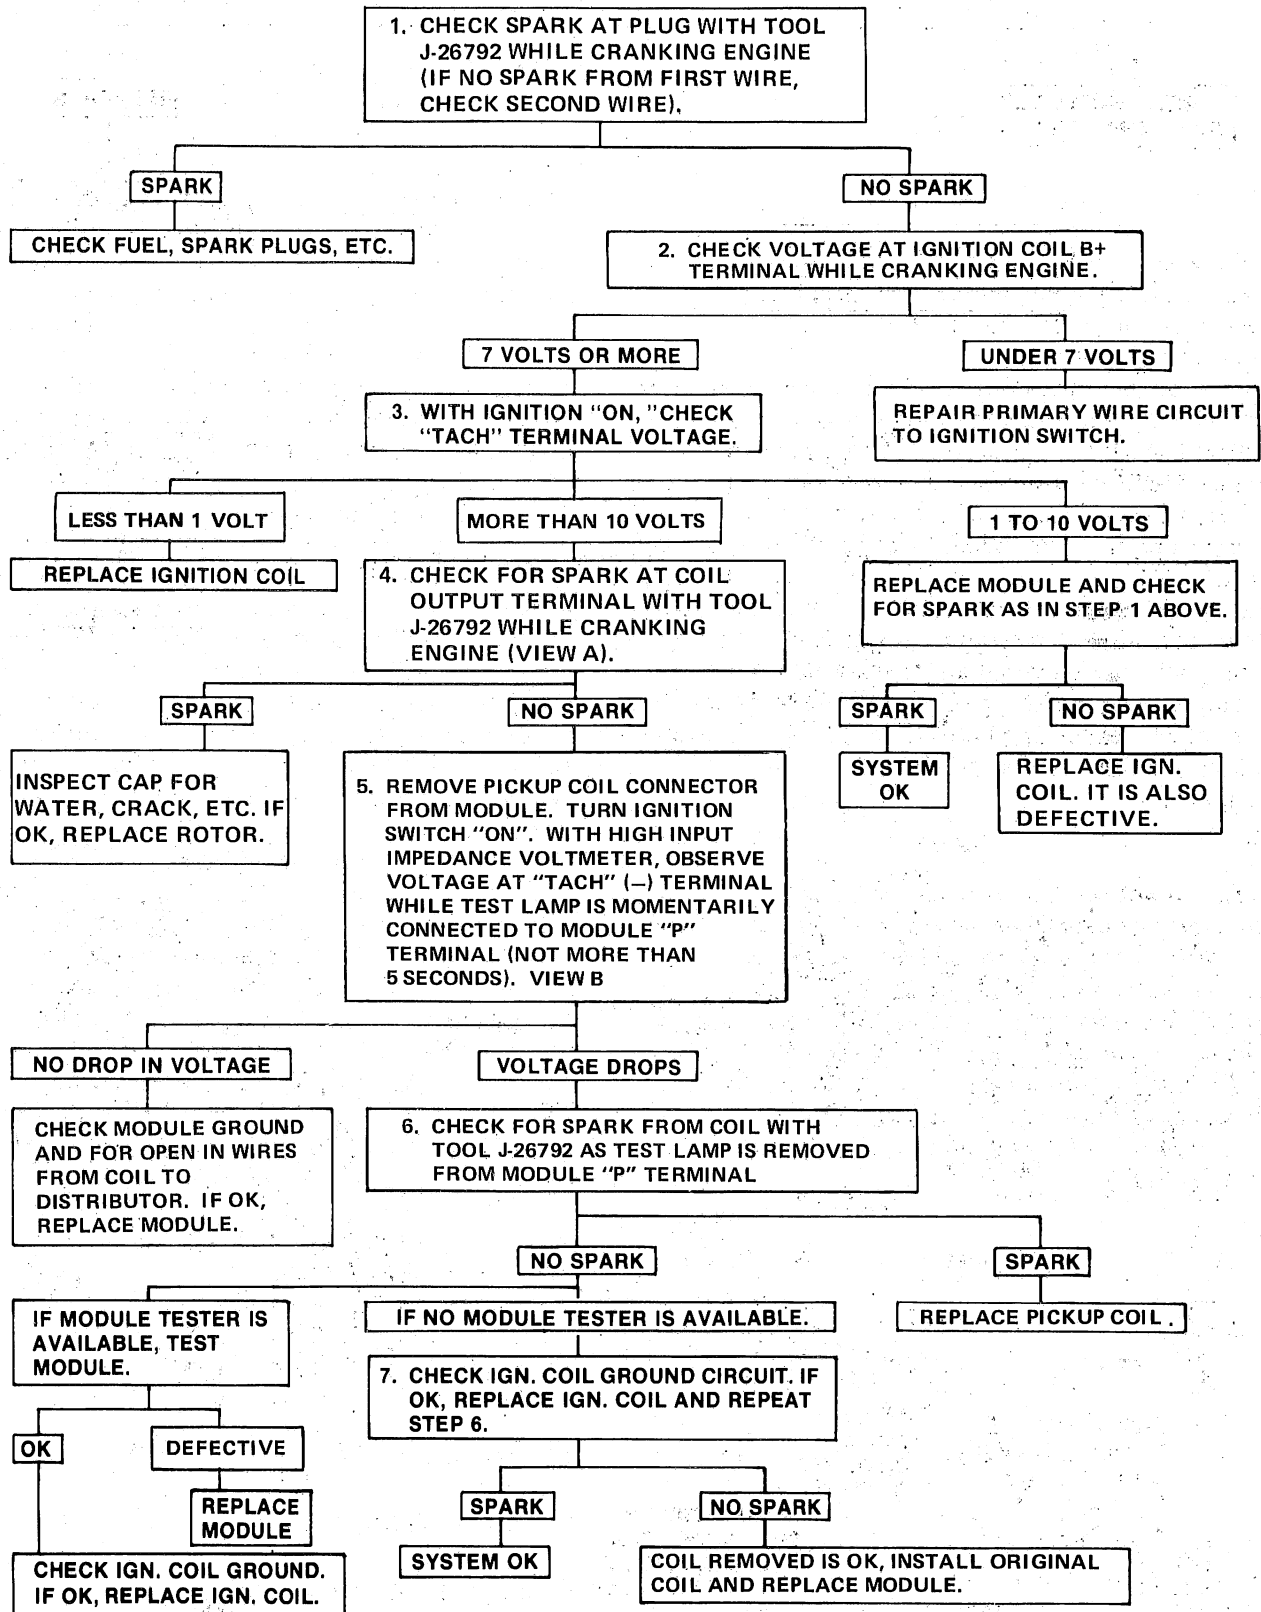 1. CHECK SPARK AT PLUG WITH TOOL
J-26792 WHILE CRANKING ENGINE
(IF NO SPARK FROM FIRST WIRE,
CHECK SECOND WIRE).
SPARK
NO SPARK
CHECK FUEL, SPARK PLUGS, ETC.
2. CHECK VOLTAGE AT IGNITION COIL B+
TERMINAL WHILE CRANKING ENGINE.
7 VOLTS OR MORE
UNDER 7 VOLTS
3. WITH IGNITION "ON, "CHECK
"TACH" TERMINAL VOLTAGE.
REPAIR PRIMARY WIRE CIRCUIT
TO IGNITION SWITCH.
LESS THAN 1 VOLT
MORE THAN 10 VOLTS
1 TO 10 VOLTS
REPLACE IGNITION COIL
4. CHECK FOR SPARK AT COIL
OUTPUT TERMINAL WITH TOOL
J-26792 WHILE CRANKING
ENGINE (VIEW A).
REPLACE MODULE AND CHECK
FOR SPARK AS IN STEP 1 ABOVE.
SPARK
NO SPARK
SPARK
NO SPARK
INSPECT CAP FOR
WATER, CRACK, ETC. IF
OK, REPLACE ROTOR.
5. REMOVE PICKUP COIL CONNECTOR
FROM MODULE. TURN IGNITION
SWITCH "ON". WITH HIGH INPUT
IMPEDANCE VOLTMETER, OBSERVE
VOLTAGE AT "TACH" (–) TERMINAL
WHILE TEST LAMP IS MOMENTARILY
CONNECTED TO MODULE "P"
TERMINAL (NOT MORE THAN
5 SECONDS). VIEW B
SYSTEM
OK
REPLACE IGN.
COIL. IT IS ALSO
DEFECTIVE.
NO DROP IN VOLTAGE
VOLTAGE DROPS
CHECK MODULE GROUND
AND FOR OPEN IN WIRES
FROM COIL TO
DISTRIBUTOR. IF OK,
REPLACE MODULE.
6. CHECK FOR SPARK FROM COIL WITH
TOOL J-26792 AS TEST LAMP IS REMOVED
FROM MODULE "P" TERMINAL
NO SPARK
SPARK
IF MODULE TESTER IS
AVAILABLE, TEST
MODULE.
IF NO MODULE TESTER IS AVAILABLE.
REPLACE PICKUP COIL.
7. CHECK IGN. COIL GROUND CIRCUIT. IF
OK, REPLACE IGN. COIL AND REPEAT
STEP 6.
OK
DEFECTIVE
REPLACE
MODULE
SPARK
NO SPARK
CHECK IGN. COIL GROUND.
IF OK, REPLACE IGN. COIL.
SYSTEM OK
COIL REMOVED IS OK, INSTALL ORIGINAL
COIL AND REPLACE MODULE.